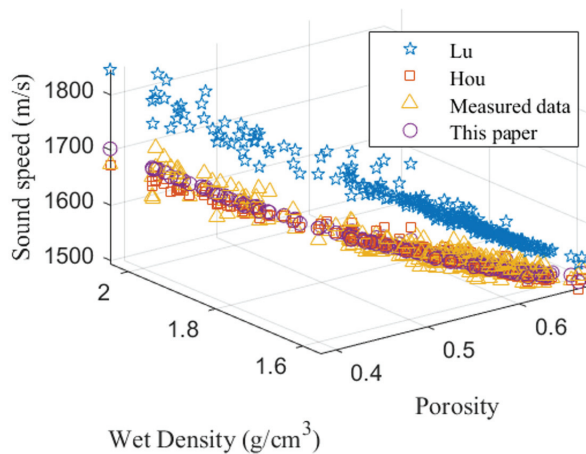 Lu
Hou
Measured data
This paper
Sound speed (m/s)
1800
1700
1600
1500
2
1.8
1.6
0.4
0.5
0.6
Porosity
Wet Density (g/cm³)